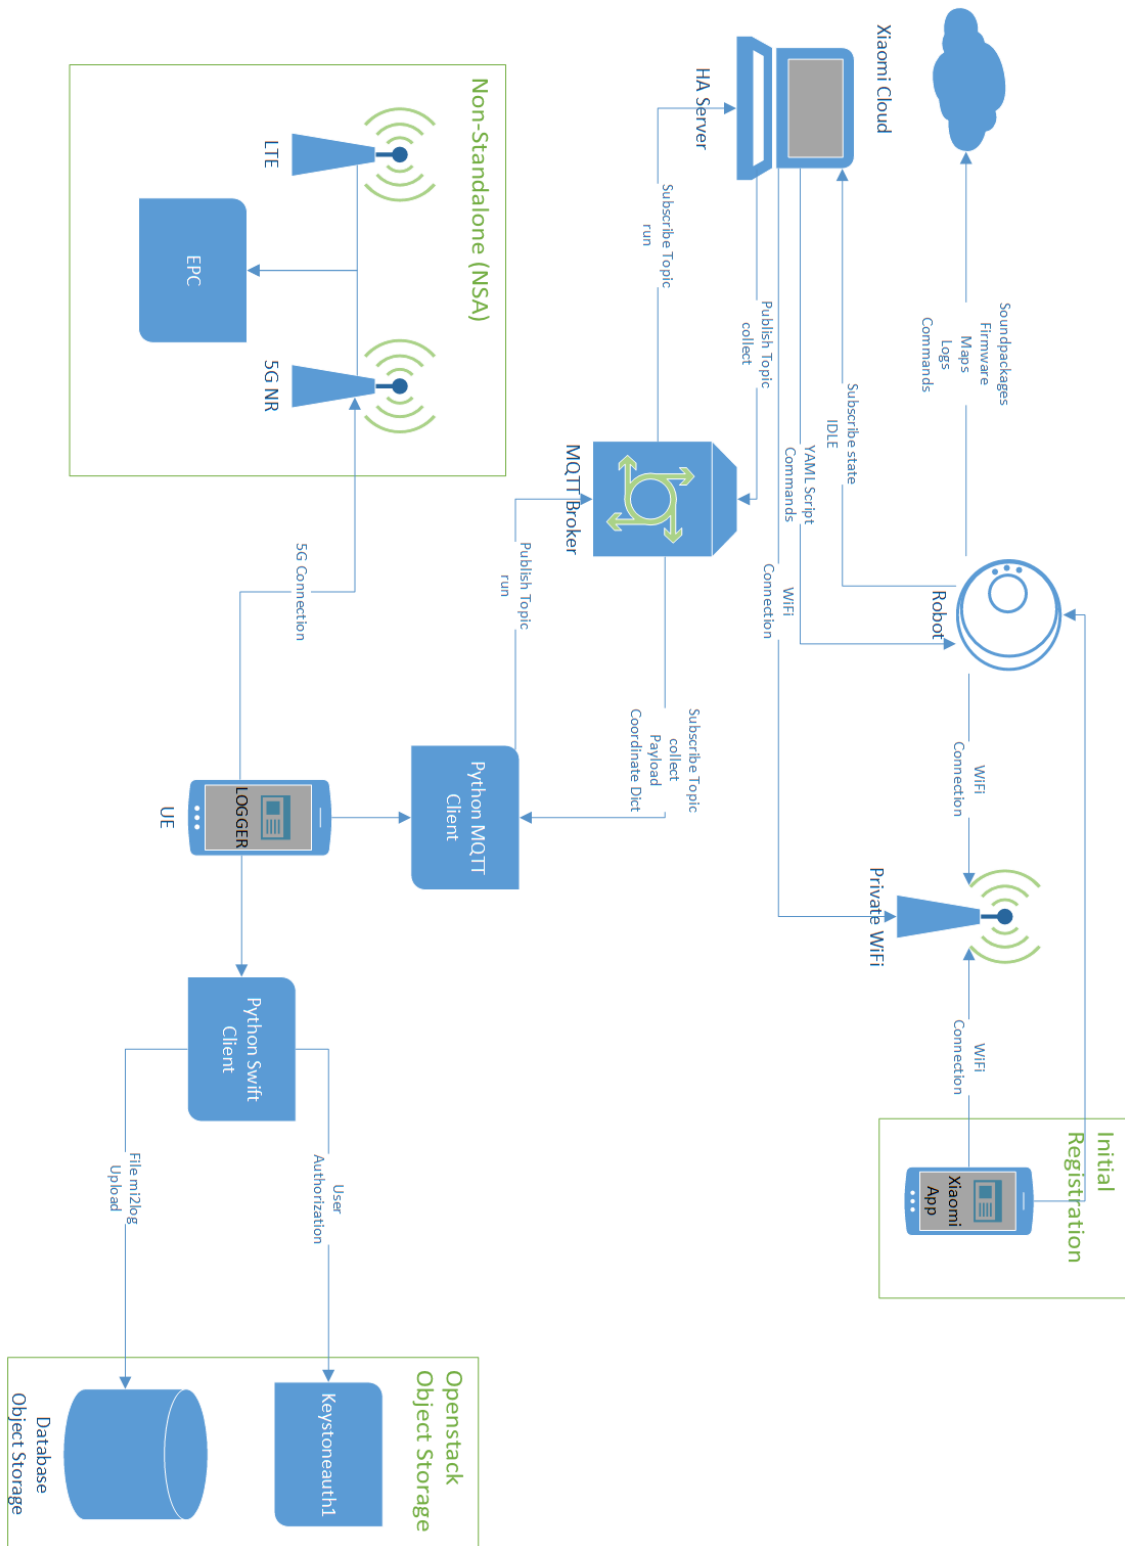 Xiaomi Cloud
Soundpackages
Firmware
Maps
Logs
Commands
HA Server
Subscribe state
IDLE
YAML Script
Commands
WiFi
Connection
Publish Topic
collect
Subscribe Topic
run
Robot
WiFi
Connection
Private WiFi
WiFi
Connection
Initial
Registration
Xiaomi
App
MQTT Broker
Subscribe Topic
collect
Payload
Coordinate Dict
Publish Topic
run
Python MQTT
Client
Non-Standalone (NSA)
LTE
EPC
5G NR
5G Connection
LOGGER
UE
Python Swift
Client
User
Authorization
File mi2log
Upload
Openstack
Object Storage
Keystoneauth1
Database
Object Storage